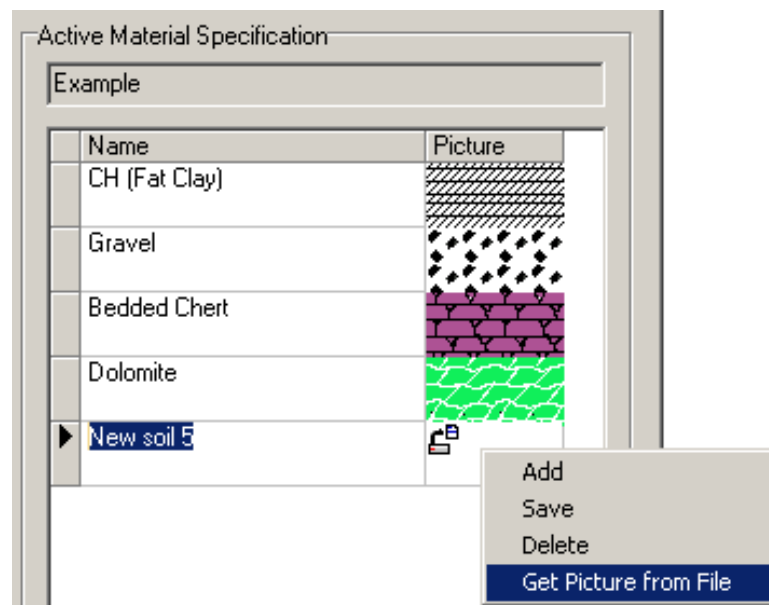 Active Material Specification
Example
Name Picture
CH (Fat Clay)
Gravel
Bedded Chert
Dolomite
New soil 5
Add
Save
Delete
Get Picture from File